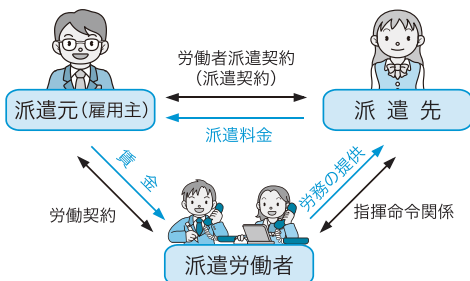 労働者派遣契約
（派遣契約）
派遣元（雇用主）
派遣先
派遣料金
賃金
労務の提供
労働契約
指揮命令関係
派遣労働者